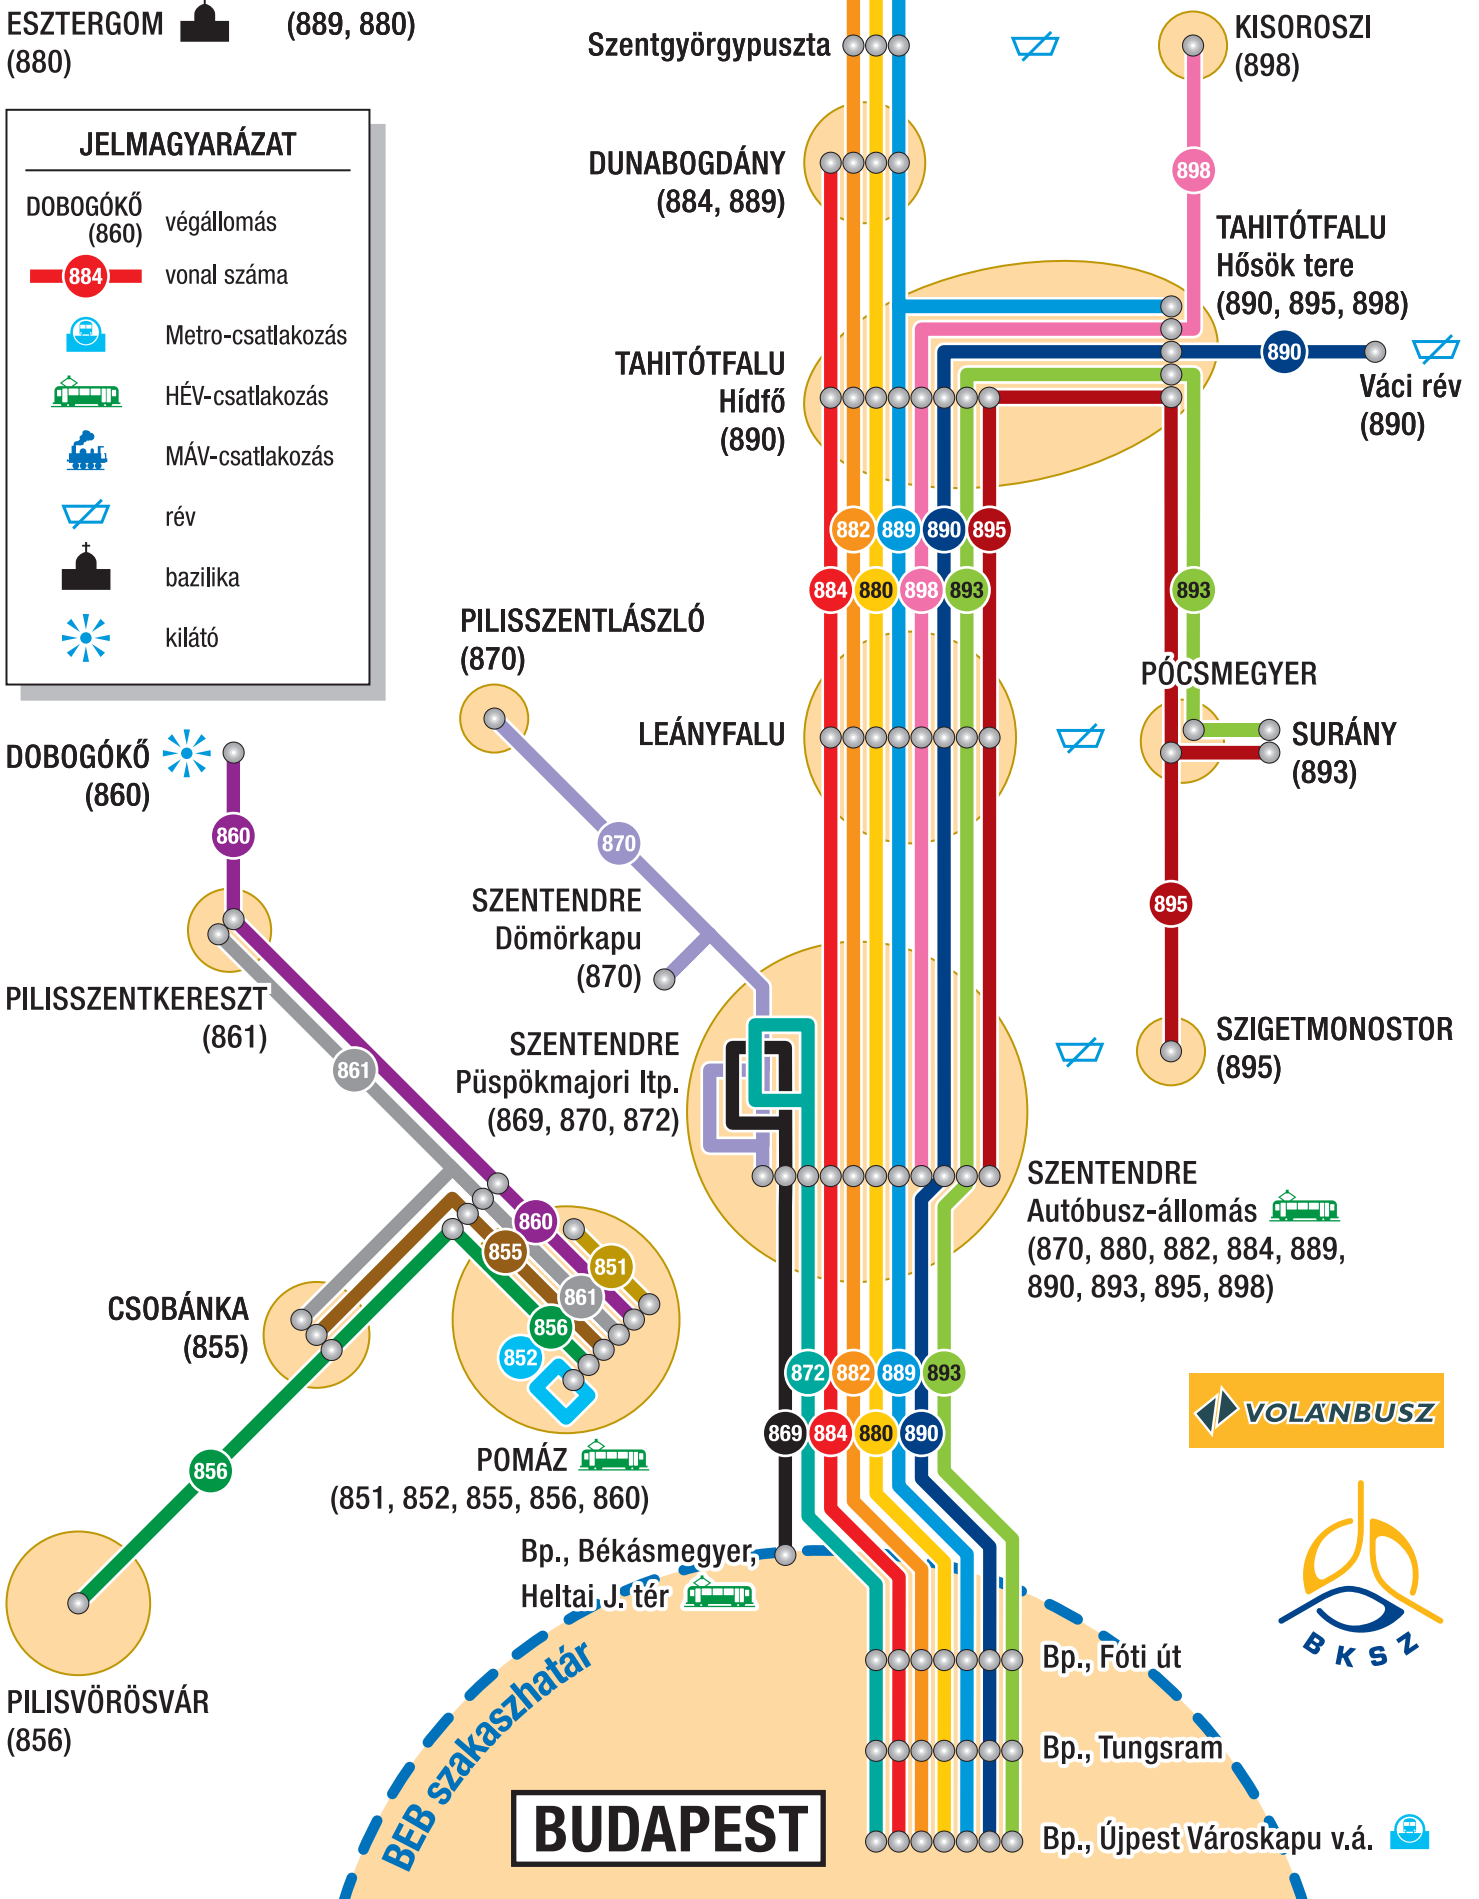 ESZTERGOM
(880)
(889, 880)
Szentgyörgypuszta
KISOROSZI
(898)
JELMAGYARÁZAT
DOBOGÓKŐ
(860)
végállomás
884
vonal száma
Metro-csatlakozás
HÉV-csatlakozás
MÁV-csatlakozás
rév
bazilika
kilátó
DUNABOGDÁNY
(884, 889)
898
TAHITÓTFALU
Hősök tere
(890, 895, 898)
890
Váci rév
(890)
TAHITÓTFALU
Hídfő
(890)
882
889
890
895
884
880
898
893
893
PILISSZENTLÁSZLÓ
(870)
PÓCSMEGYER
LEÁNYFALU
SURÁNY
(893)
DOBOGÓKŐ
(860)
860
870
SZENTENDRE
Dömörkapu
(870)
895
PILISSZENTKERESZT
(861)
861
SZENTENDRE
Püspökmajori ltp.
(869, 870, 872)
SZIGETMONOSTOR
(895)
SZENTENDRE
Autóbusz-állomás
(870, 880, 882, 884, 889,
890, 893, 895, 898)
860
855
851
861
856
852
CSOBÁNKA
(855)
872
882
889
893
869
884
880
890
VOLÁNBUSZ
POMÁZ
(851, 852, 855, 856, 860)
856
Bp., Békásmegyer,
Heltai J. tér
BKSZ
Bp., Fóti út
PILISVÖRÖSVÁR
(856)
BEB szakaszhatár
Bp., Tungsram
BUDAPEST
Bp., Újpest Városkapu v.á.